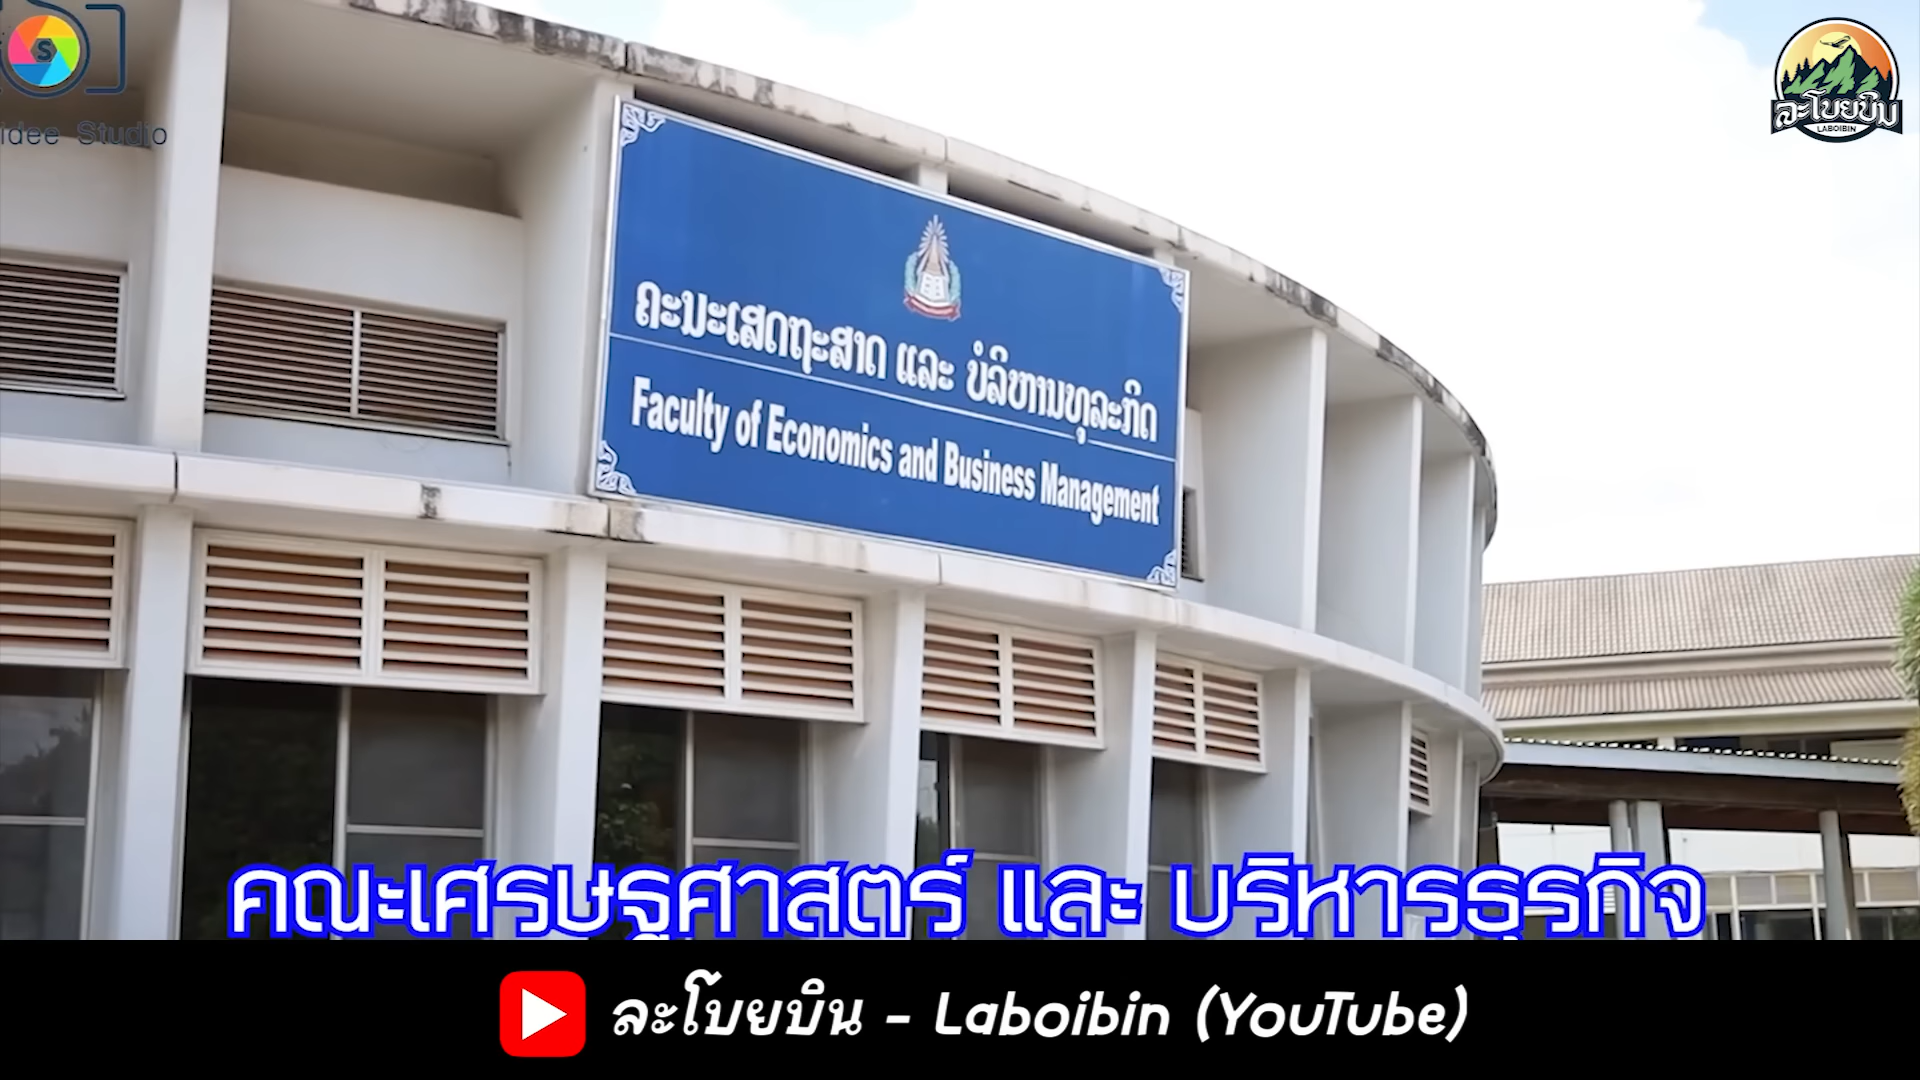 S
idee Studio
ละโบยบิน
LABOIBIN
ຄະນະເສດຖະສາດ ແລະ ບໍລິຫານທຸລະກິດ
Faculty of Economics and Business Management
คณะเศรษฐศาสตร์ และ บริหารธุรกิจ
ละโบยบิน - Laboibin (YouTube)